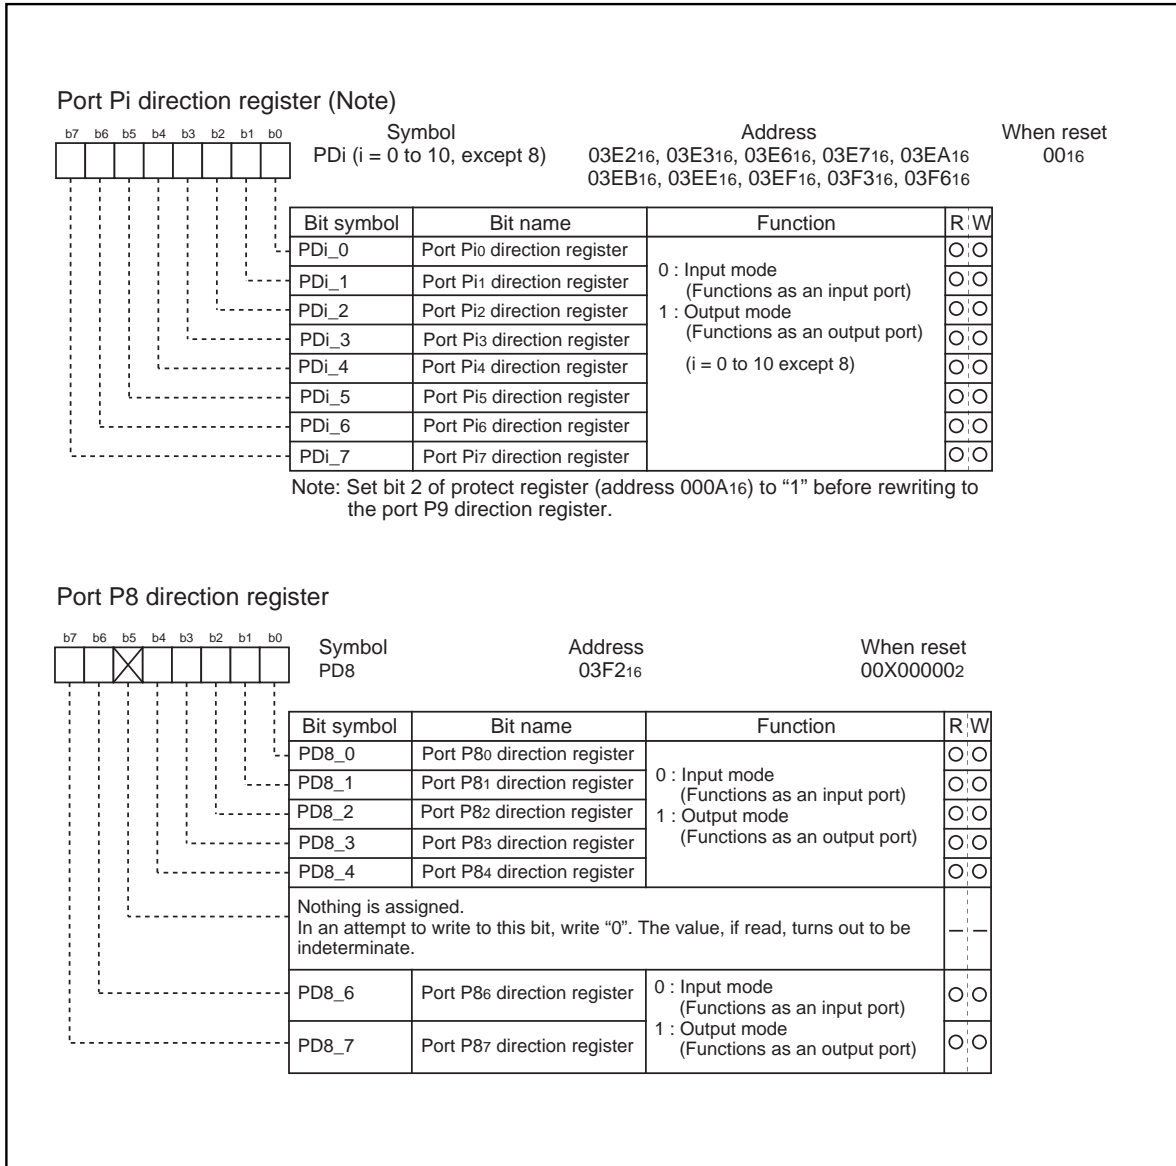 Port Pi direction register (Note)
b7 b6 b5 b4 b3 b2 b1 b0
Symbol Address When reset
PDi (i = 0 to 10, except 8) 03E216, 03E316, 03E616, 03E716, 03EA16 0016
03EB16, 03EE16, 03EF16, 03F316, 03F616
Bit symbol Bit name Function R W
PDi_0 Port Pi0 direction register
PDi_1 Port Pi1 direction register
PDi_2 Port Pi2 direction register
PDi_3 Port Pi3 direction register
PDi_4 Port Pi4 direction register
PDi_5 Port Pi5 direction register
PDi_6 Port Pi6 direction register
PDi_7 Port Pi7 direction register
0 : Input mode
(Functions as an input port)
1 : Output mode
(Functions as an output port)
(i = 0 to 10 except 8)
Note: Set bit 2 of protect register (address 000A16) to “1” before rewriting to
the port P9 direction register.
Port P8 direction register
b7 b6 b5 b4 b3 b2 b1 b0
Symbol Address When reset
PD8 03F216 00X000002
Bit symbol Bit name Function R W
PD8_0 Port P80 direction register
PD8_1 Port P81 direction register
PD8_2 Port P82 direction register
PD8_3 Port P83 direction register
PD8_4 Port P84 direction register
0 : Input mode
(Functions as an input port)
1 : Output mode
(Functions as an output port)
Nothing is assigned.
In an attempt to write to this bit, write “0”. The value, if read, turns out to be
indeterminate.
PD8_6 Port P86 direction register
PD8_7 Port P87 direction register
0 : Input mode
(Functions as an input port)
1 : Output mode
(Functions as an output port)